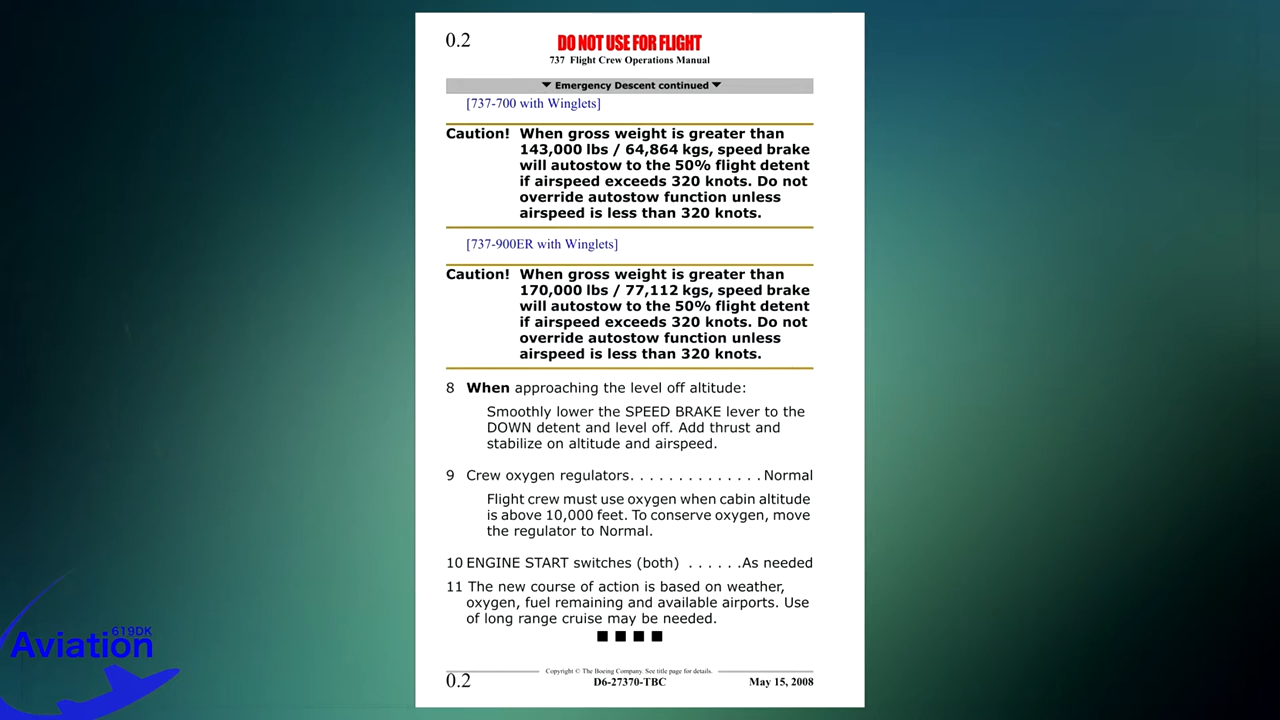 0.2
DO NOT USE FOR FLIGHT
737 Flight Crew Operations Manual
▼ Emergency Descent continued ▼
[737-700 with Winglets]
Caution! When gross weight is greater than
143,000 lbs / 64,864 kgs, speed brake
will autostow to the 50% flight detent
if airspeed exceeds 320 knots. Do not
override autostow function unless
airspeed is less than 320 knots.
[737-900ER with Winglets]
Caution! When gross weight is greater than
170,000 lbs / 77,112 kgs, speed brake
will autostow to the 50% flight detent
if airspeed exceeds 320 knots. Do not
override autostow function unless
airspeed is less than 320 knots.
8 When approaching the level off altitude:
Smoothly lower the SPEED BRAKE lever to the
DOWN detent and level off. Add thrust and
stabilize on altitude and airspeed.
9 Crew oxygen regulators. . . . . . . . . . . . . . Normal
Flight crew must use oxygen when cabin altitude
is above 10,000 feet. To conserve oxygen, move
the regulator to Normal.
10 ENGINE START switches (both) . . . . . .As needed
11 The new course of action is based on weather,
oxygen, fuel remaining and available airports. Use
of long range cruise may be needed.
Copyright © The Boeing Company. See title page for details.
0.2 D6-27370-TBC May 15, 2008
619DK
Aviation